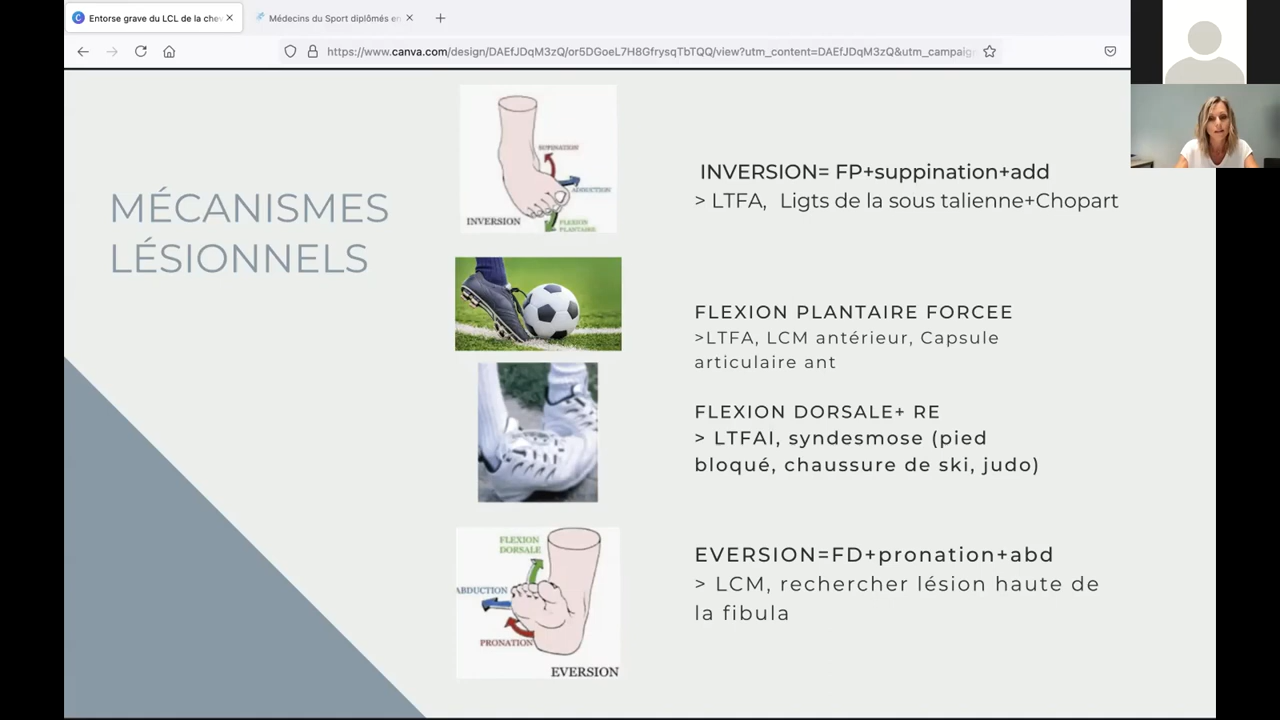 Entorse grave du LCL de la chev
Médecins du Sport diplômés en
https://www.canva.com/design/DAEfJDqM3zQ/or5DGoeL7H8GfrysqTbTQQ/view?utm_content=DAEfJDqM3zQ&utm_campaig
MÉCANISMES
LÉSIONNELS
SUPINATION
ADDUCTION
INVERSION
FLEXION
PLANTAIRE
INVERSION= FP+suppination+add
> LTFA, Ligts de la sous talienne+Chopart
FLEXION PLANTAIRE FORCEE
>LTFA, LCM antérieur, Capsule
articulaire ant
FLEXION DORSALE+ RE
> LTFAI, syndesmose (pied
bloqué, chaussure de ski, judo)
FLEXION
DORSALE
ABDUCTION
PRONATION
EVERSION
EVERSION=FD+pronation+abd
> LCM, rechercher lésion haute de
la fibula